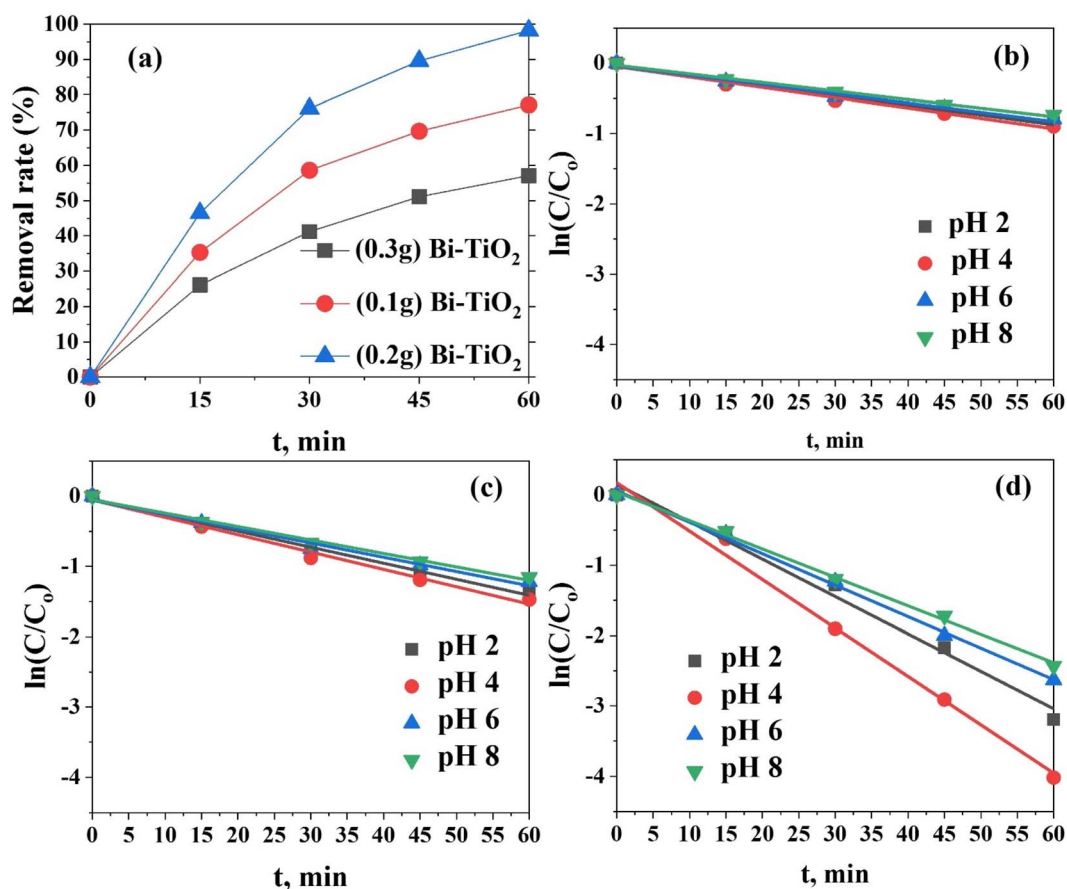 (a)
Removal rate (%)
100
90
80
70
60
50
40
30
20
10
0
(0.3g) Bi-TiO₂
(0.1g) Bi-TiO₂
(0.2g) Bi-TiO₂
0 15 30 45 60
t, min
(b)
ln(C/Cₒ)
0
-1
-2
-3
-4
pH 2
pH 4
pH 6
pH 8
0 5 10 15 20 25 30 35 40 45 50 55 60
t, min
(c)
ln(C/Cₒ)
0
-1
-2
-3
-4
pH 2
pH 4
pH 6
pH 8
0 5 10 15 20 25 30 35 40 45 50 55 60
t, min
(d)
ln(C/Cₒ)
0
-1
-2
-3
-4
pH 2
pH 4
pH 6
pH 8
0 5 10 15 20 25 30 35 40 45 50 55 60
t, min